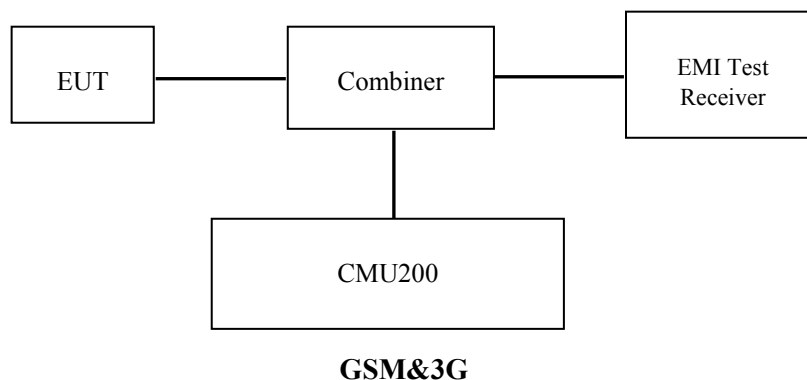 EUT
Combiner
EMI Test
Receiver
CMU200
GSM&3G